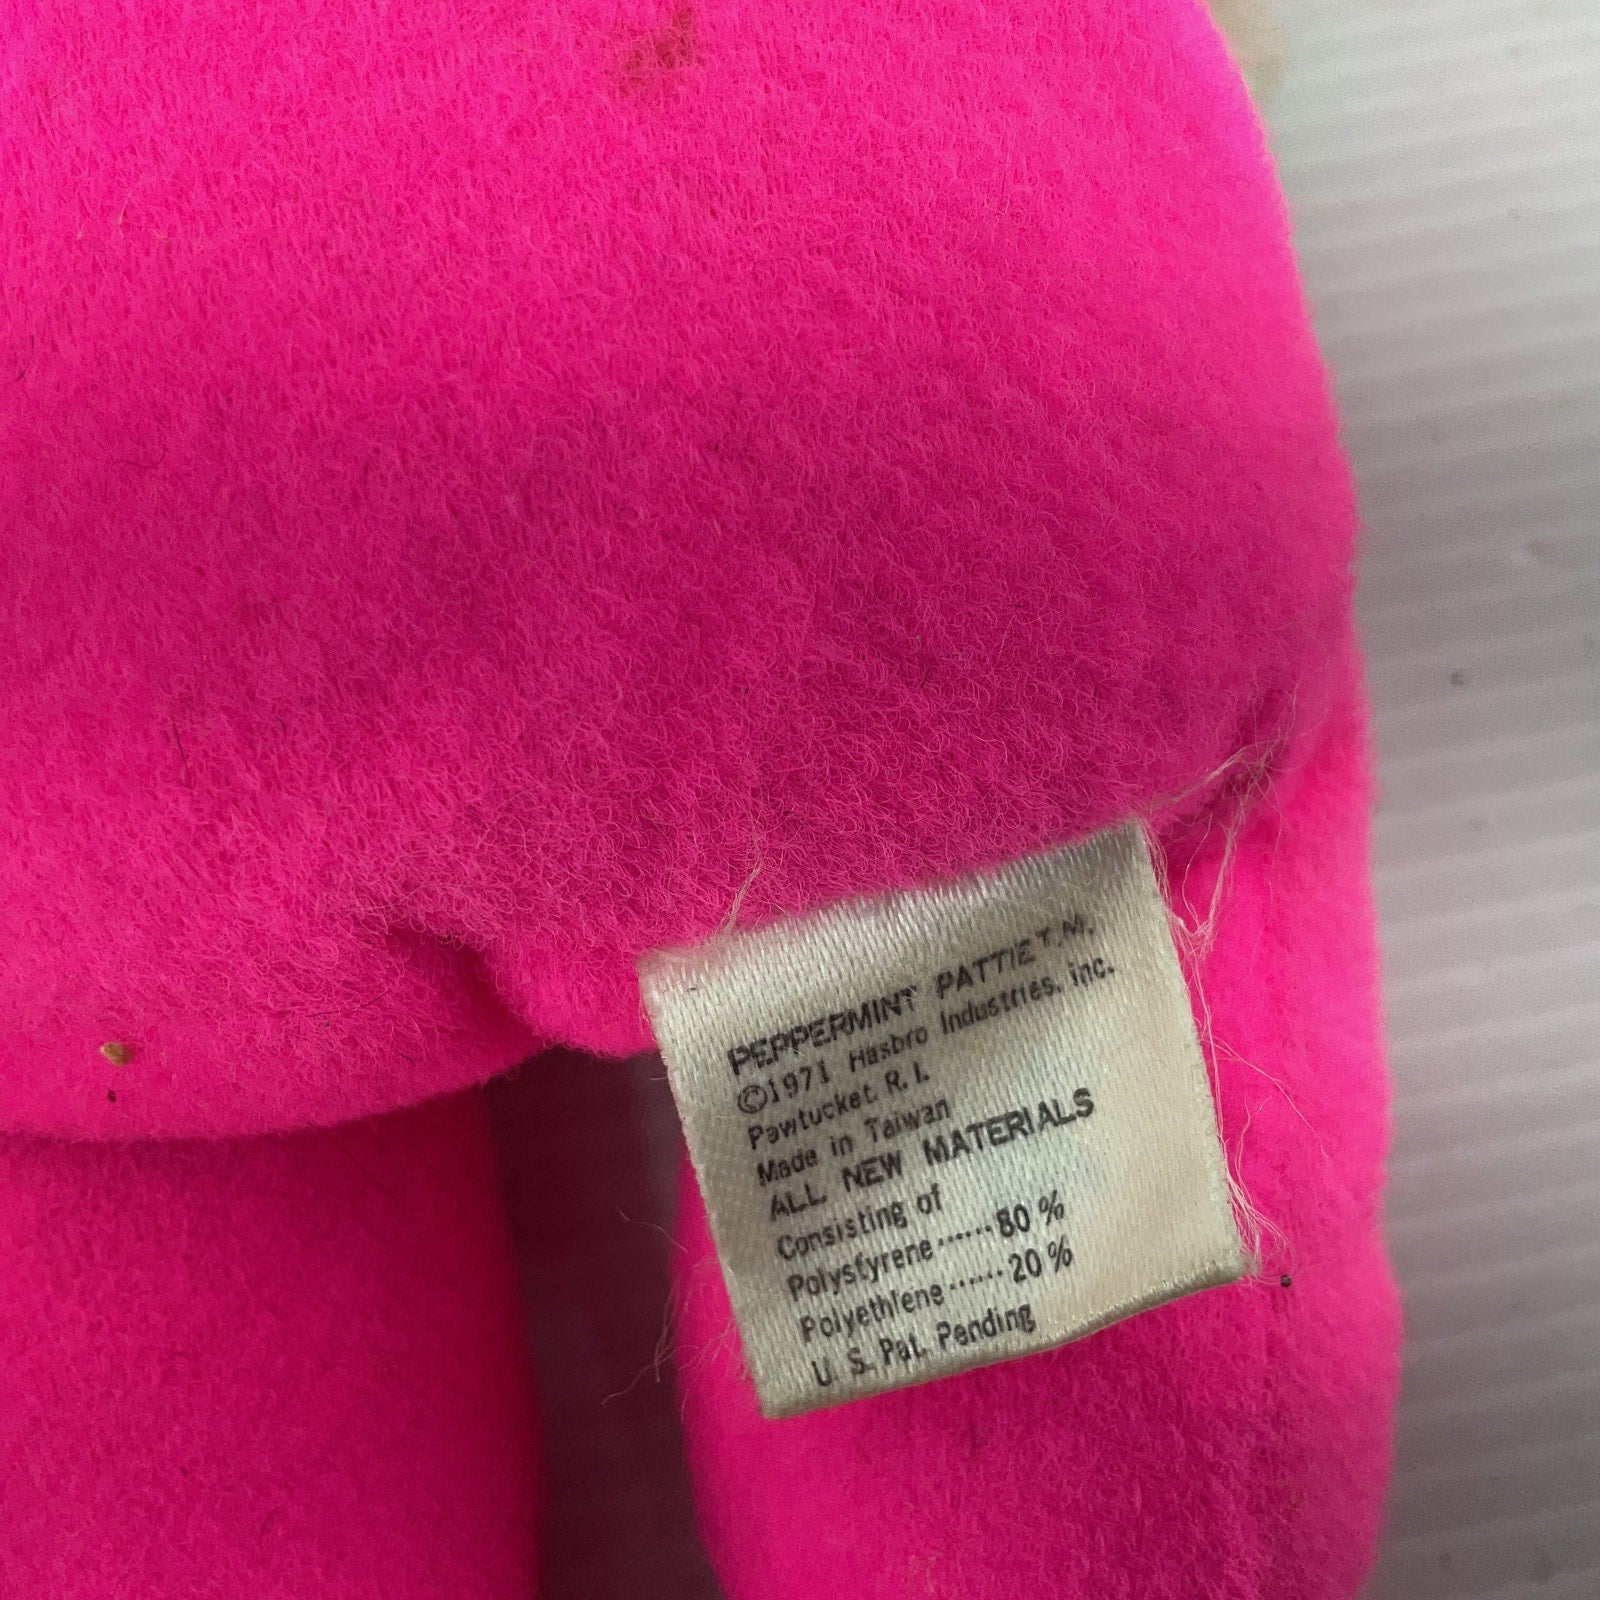 PEPPERMINT PATTIE T.M.
©1971 Hasbro Industries, Inc.
Pawtucket R.I.
Made in Taiwan
ALL NEW MATERIALS
Consisting of
Polystyrene ...... 80 %
Polyethlene ...... 20 %
U.S. Pat. Pending